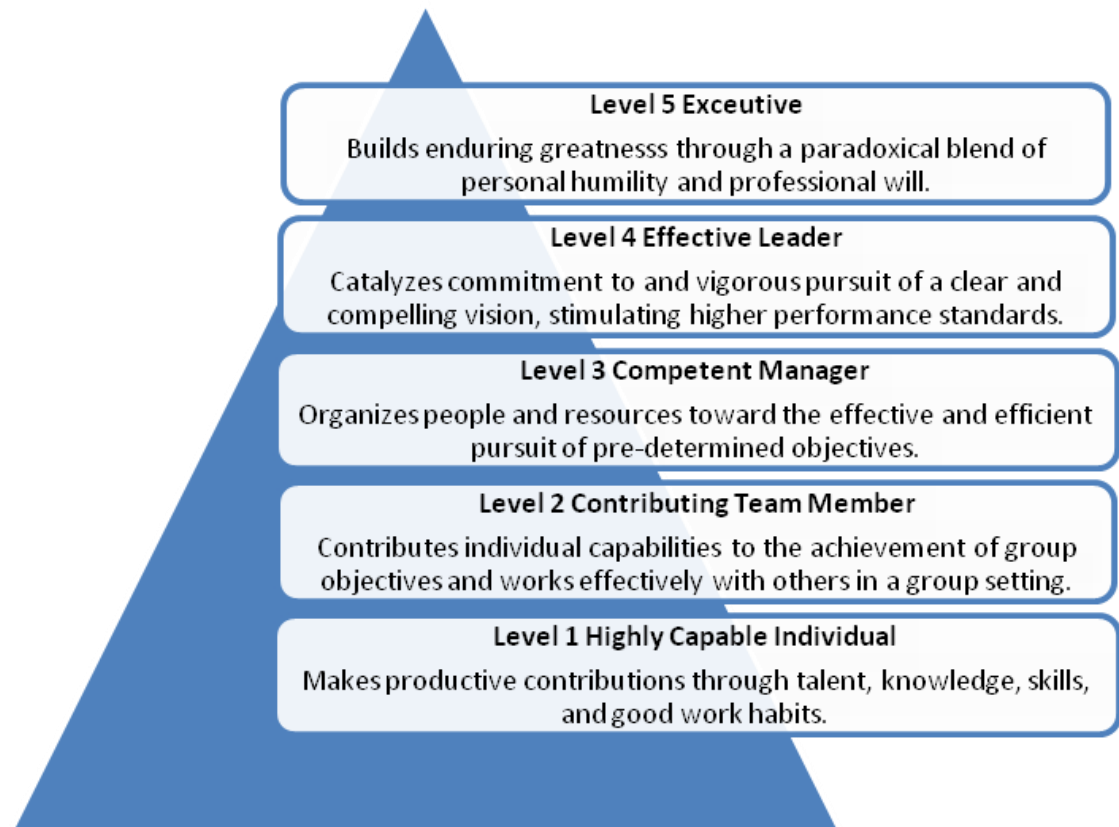 Level 5 Exceutive
Builds enduring greatnesss through a paradoxical blend of
personal humility and professional will.
Level 4 Effective Leader
Catalyzes commitment to and vigorous pursuit of a clear and
compelling vision, stimulating higher performance standards.
Level 3 Competent Manager
Organizes people and resources toward the effective and efficient
pursuit of pre-determined objectives.
Level 2 Contributing Team Member
Contributes individual capabilities to the achievement of group
objectives and works effectively with others in a group setting.
Level 1 Highly Capable Individual
Makes productive contributions through talent, knowledge, skills,
and good work habits.